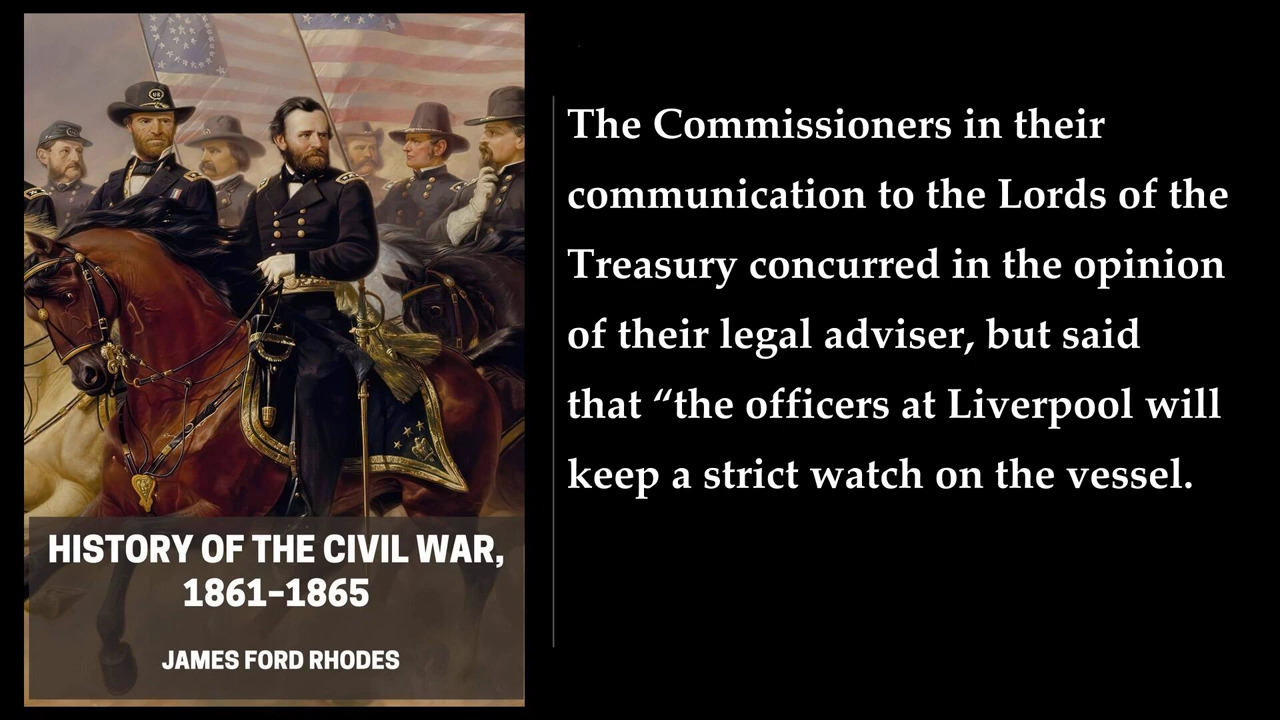 HISTORY OF THE CIVIL WAR,
1861–1865
JAMES FORD RHODES
The Commissioners in their
communication to the Lords of the
Treasury concurred in the opinion
of their legal adviser, but said
that “the officers at Liverpool will
keep a strict watch on the vessel.